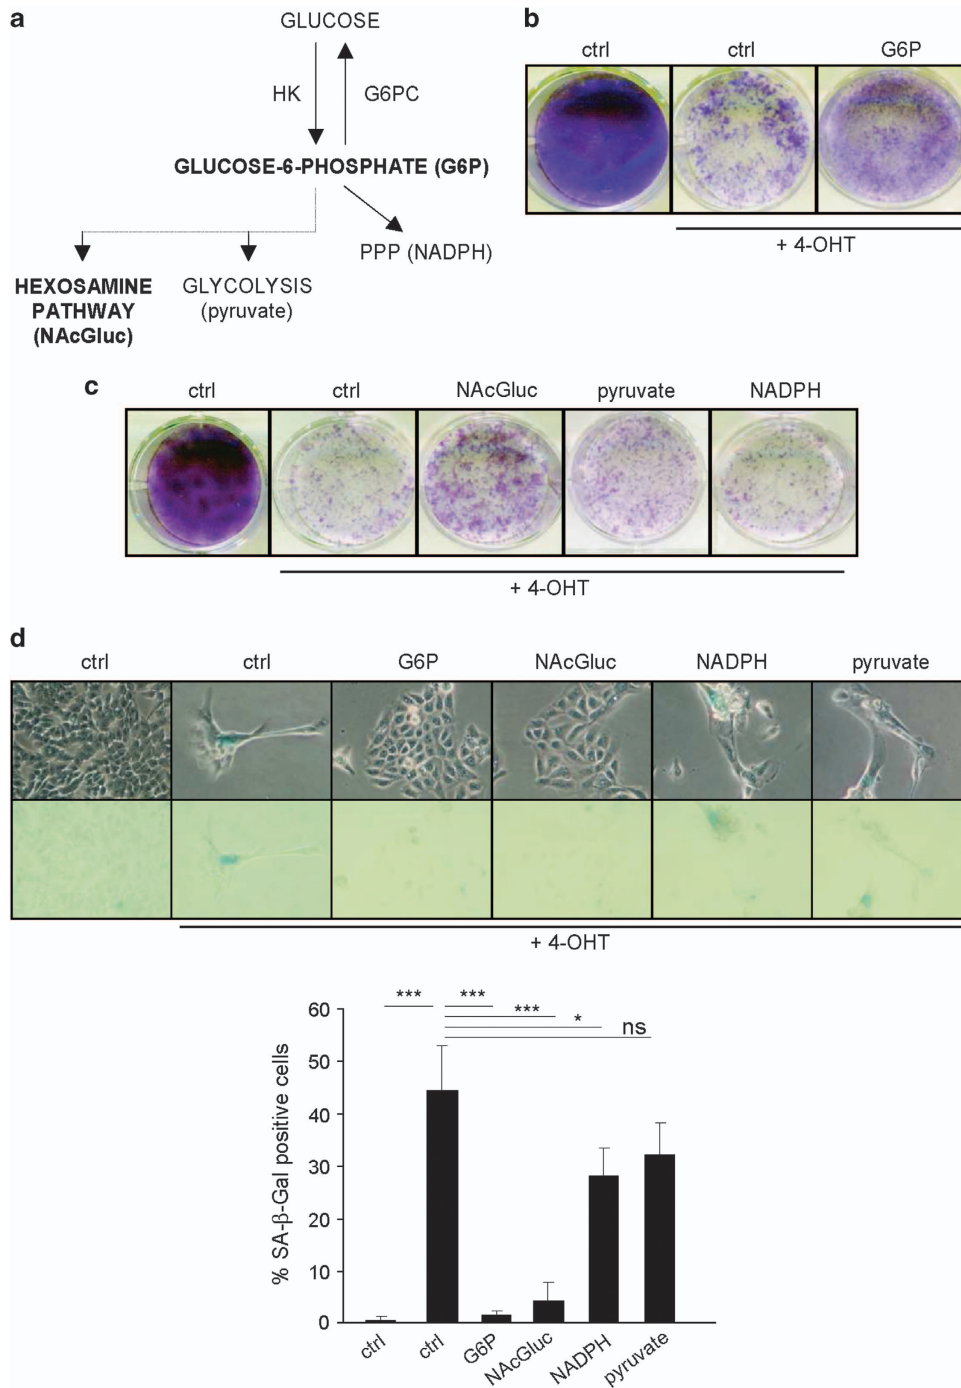 a
GLUCOSE
HK
G6PC
GLUCOSE-6-PHOSPHATE (G6P)
PPP (NADPH)
HEXOSAMINE
PATHWAY
(NAcGluc)
GLYCOLYSIS
(pyruvate)
b
ctrl ctrl G6P
+ 4-OHT
c
ctrl ctrl NAcGluc pyruvate NADPH
+ 4-OHT
d
ctrl ctrl G6P NAcGluc NADPH pyruvate
+ 4-OHT
% SA-β-Gal positive cells
60
50
40
30
20
10
0
*** ***
***
*
ns
ctrl ctrl G6P NAcGluc NADPH pyruvate